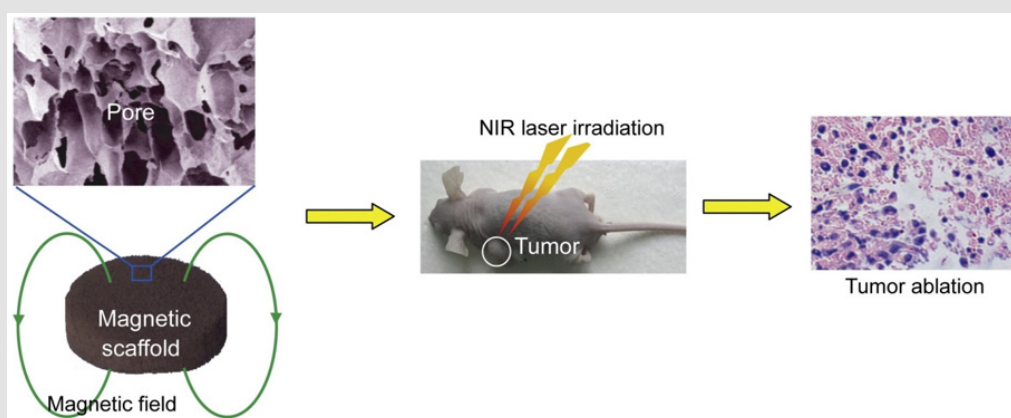 Pore
Magnetic
scaffold
Magnetic field
NIR laser irradiation
Tumor
Tumor ablation